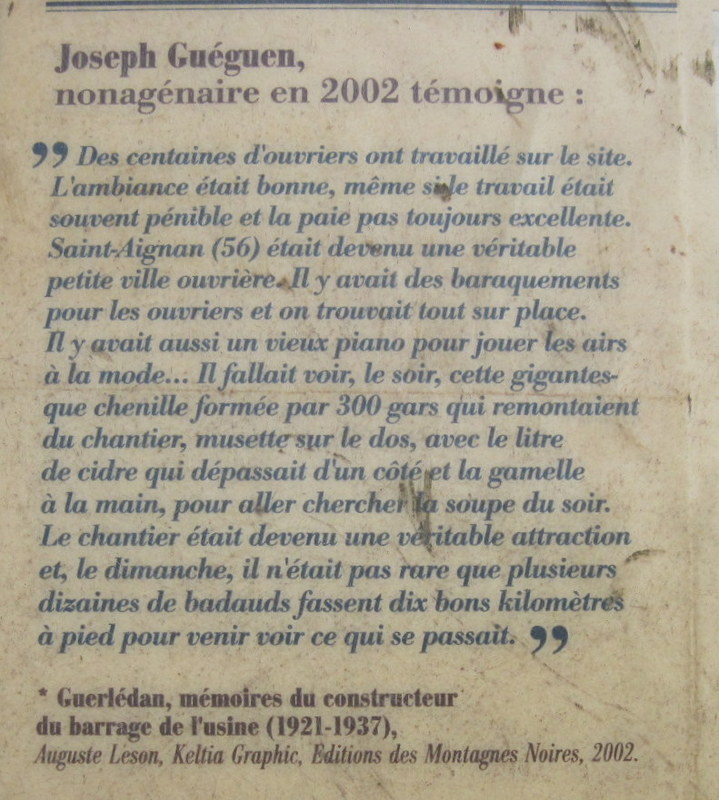 Joseph Guéguen,
nonagénaire en 2002 témoigne :
” Des centaines d'ouvriers ont travaillé sur le site.
L'ambiance était bonne, même si le travail était
souvent pénible et la paie pas toujours excellente.
Saint-Aignan (56) était devenu une véritable
petite ville ouvrière. Il y avait des baraquements
pour les ouvriers et on trouvait tout sur place.
Il y avait aussi un vieux piano pour jouer les airs
à la mode... Il fallait voir, le soir, cette gigantes-
que chenille formée par 300 gars qui remontaient
du chantier, musette sur le dos, avec le litre
de cidre qui dépassait d'un côté et la gamelle
à la main, pour aller chercher la soupe du soir.
Le chantier était devenu une véritable attraction
et, le dimanche, il n'était pas rare que plusieurs
dizaines de badauds fassent dix bons kilomètres
à pied pour venir voir ce qui se passait. ”
* Guerlédan, mémoires du constructeur
du barrage de l'usine (1921-1937),
Auguste Leson, Keltia Graphic, Editions des Montagnes Noires, 2002.